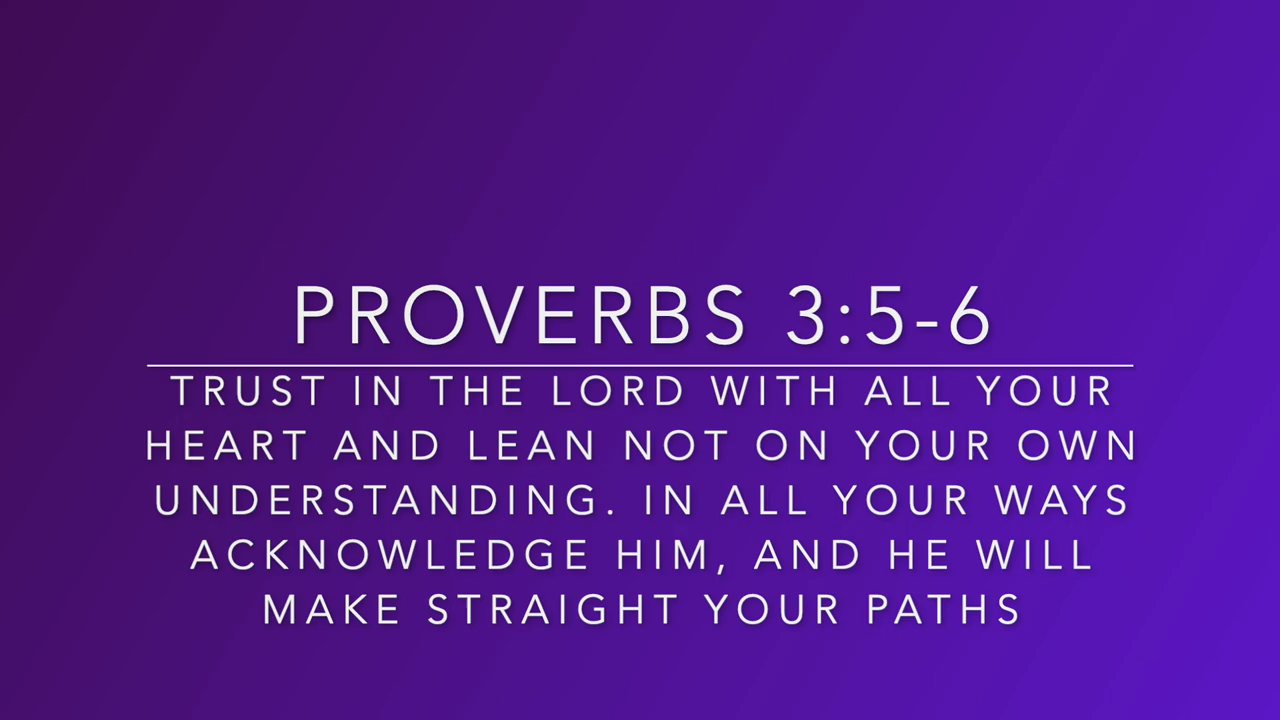 PROVERBS 3:5-6
TRUST IN THE LORD WITH ALL YOUR
HEART AND LEAN NOT ON YOUR OWN
UNDERSTANDING. IN ALL YOUR WAYS
ACKNOWLEDGE HIM, AND HE WILL
MAKE STRAIGHT YOUR PATHS